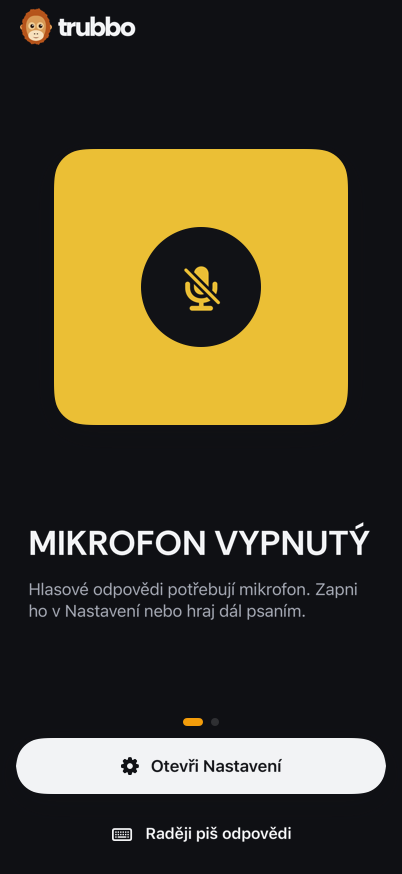 trubbo
MIKROFON VYPNUTÝ
Hlasové odpovědi potřebují mikrofon. Zapni
ho v Nastavení nebo hraj dál psaním.
Otevři Nastavení
Raději piš odpovědi